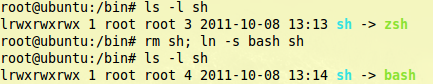 root@ubuntu:/bin# ls -l sh
lrwxrwxrwx 1 root root 3 2011-10-08 13:13 sh -> zsh
root@ubuntu:/bin# rm sh; ln -s bash sh
root@ubuntu:/bin# ls -l sh
lrwxrwxrwx 1 root root 4 2011-10-08 13:14 sh -> bash